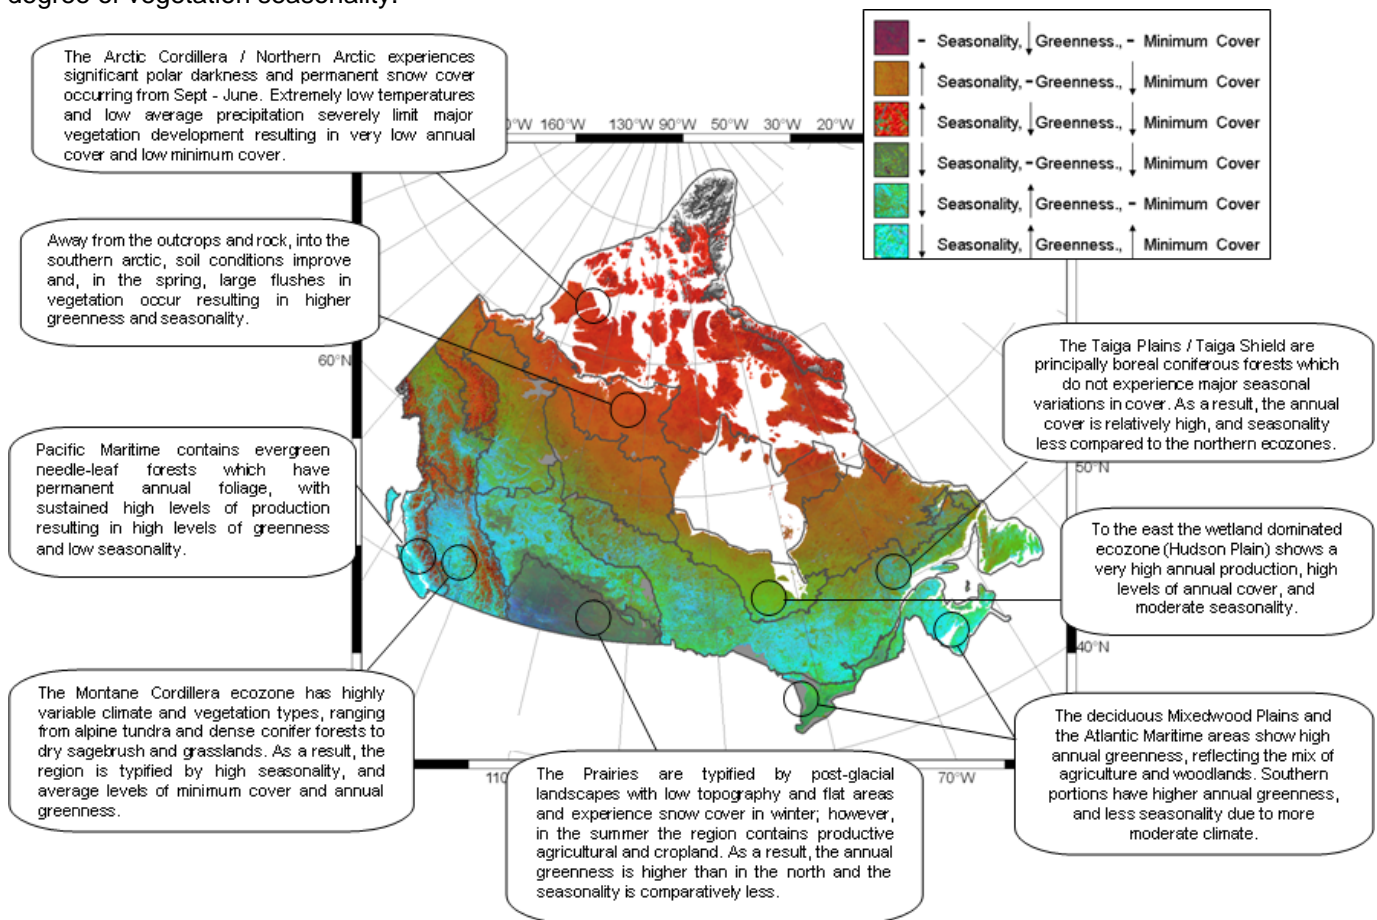 degree of vegetation seasonality.
- Seasonality, ↓ Greenness., - Minimum Cover
↑ Seasonality, - Greenness., ↓ Minimum Cover
↑ Seasonality, ↓ Greenness., ↓ Minimum Cover
↓ Seasonality, - Greenness., ↓ Minimum Cover
↓ Seasonality, ↑ Greenness., - Minimum Cover
↓ Seasonality, ↑ Greenness., ↑ Minimum Cover
The Arctic Cordillera / Northern Arctic experiences
significant polar darkness and permanent snow cover
occurring from Sept - June. Extremely low temperatures
and low average precipitation severely limit major
vegetation development resulting in very low annual
cover and low minimum cover.
0°W 160°W 130°W 90°W 50°W 30°W 20°W
Away from the outcrops and rock, into the
southern arctic, soil conditions improve
and, in the spring, large flushes in
vegetation occur resulting in higher
greenness and seasonality.
60°N
The Taiga Plains / Taiga Shield are
principally boreal coniferous forests which
do not experience major seasonal
variations in cover. As a result, the annual
cover is relatively high, and seasonality
less compared to the northern ecozones.
50°N
Pacific Maritime contains evergreen
needle-leaf forests which have
permanent annual foliage, with
sustained high levels of production
resulting in high levels of greenness
and low seasonality.
To the east the wetland dominated
ecozone (Hudson Plain) shows a
very high annual production, high
levels of annual cover, and
moderate seasonality.
40°N
The Montane Cordillera ecozone has highly
variable climate and vegetation types, ranging
from alpine tundra and dense conifer forests to
dry sagebrush and grasslands. As a result, the
region is typified by high seasonality, and
average levels of minimum cover and annual
greenness.
110
The Prairies are typified by post-glacial
landscapes with low topography and flat areas
and experience snow cover in winter; however,
in the summer the region contains productive
agricultural and cropland. As a result, the annual
greenness is higher than in the north and the
seasonality is comparatively less.
70°W
The deciduous Mixedwood Plains and
the Atlantic Maritime areas show high
annual greenness, reflecting the mix of
agriculture and woodlands. Southern
portions have higher annual greenness,
and less seasonality due to more
moderate climate.